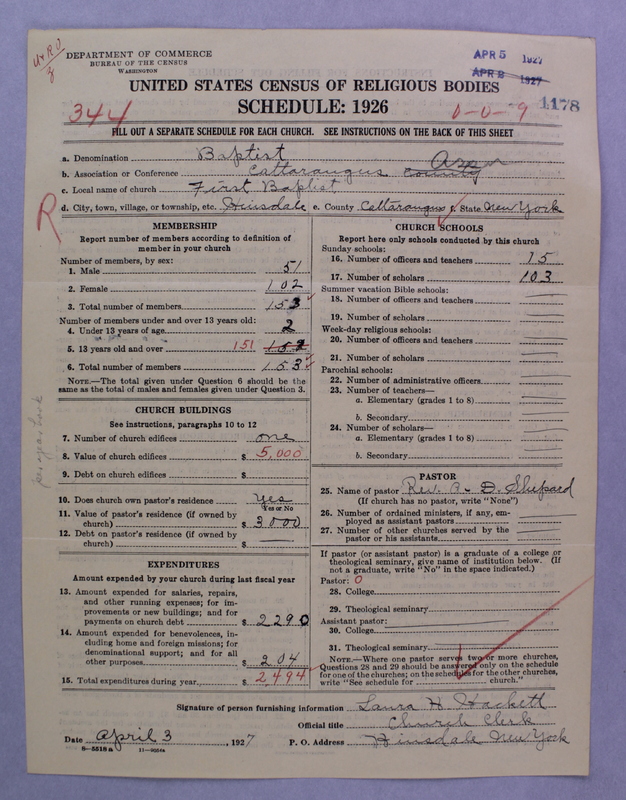 U+RO
DEPARTMENT OF COMMERCE
BUREAU OF THE CENSUS
WASHINGTON
APR 5 1927
APR 8 1927
UNITED STATES CENSUS OF RELIGIOUS BODIES
SCHEDULE: 1926
344
0-0-9
1178
FILL OUT A SEPARATE SCHEDULE FOR EACH CHURCH. SEE INSTRUCTIONS ON THE BACK OF THIS SHEET
a. Denomination Baptist
b. Association or Conference Cattaraugus County Assn
c. Local name of church First Baptist
d. City, town, village, or township, etc. Hinsdale e. County Cattaraugus f. State New York
R
MEMBERSHIP
Report number of members according to definition of
member in your church
Number of members, by sex:
1. Male 51
2. Female 102
3. Total number of members 153
Number of members under and over 13 years old:
4. Under 13 years of age 2
5. 13 years old and over 151
6. Total number of members 153
NOTE.—The total given under Question 6 should be the
same as the total of males and females given under Question 3.
CHURCH BUILDINGS
See instructions, paragraphs 10 to 12
7. Number of church edifices one
8. Value of church edifices $ 5,000
9. Debt on church edifices $
per year book
10. Does church own pastor's residence Yes
Yes or No
11. Value of pastor's residence (if owned by
church) $ 3000
12. Debt on pastor's residence (if owned by
church) $
EXPENDITURES
Amount expended by your church during last fiscal year
13. Amount expended for salaries, repairs,
and other running expenses; for im-
provements or new buildings; and for
payments on church debt $ 2290
14. Amount expended for benevolences, in-
cluding home and foreign missions; for
denominational support; and for all
other purposes $ 204
15. Total expenditures during year $ 2494
CHURCH SCHOOLS
Report here only schools conducted by this church
Sunday schools:
16. Number of officers and teachers 15
17. Number of scholars 103
Summer vacation Bible schools:
18. Number of officers and teachers
19. Number of scholars
Week-day religious schools:
20. Number of officers and teachers
21. Number of scholars
Parochial schools:
22. Number of administrative officers
23. Number of teachers—
a. Elementary (grades 1 to 8)
b. Secondary
24. Number of scholars—
a. Elementary (grades 1 to 8)
b. Secondary
PASTOR
25. Name of pastor Rev. A. D. Shepard
(If church has no pastor, write "None")
26. Number of ordained ministers, if any, em-
ployed as assistant pastors
27. Number of other churches served by the
pastor or his assistants
If pastor (or assistant pastor) is a graduate of a college or
theological seminary, give name of institution below. (If
not a graduate, write "No" in the space indicated.)
Pastor: 0
28. College
29. Theological seminary
Assistant pastor:
30. College
31. Theological seminary
NOTE.—Where one pastor serves two or more churches,
Questions 28 and 29 should be answered only on the schedule
for one of the churches; on the schedules for the other churches,
write "See schedule for church."
Signature of person furnishing information Laura H. Hackett
Official title Church Clerk
Date April 3, 1927 P. O. Address Hinsdale New York
8-5518a